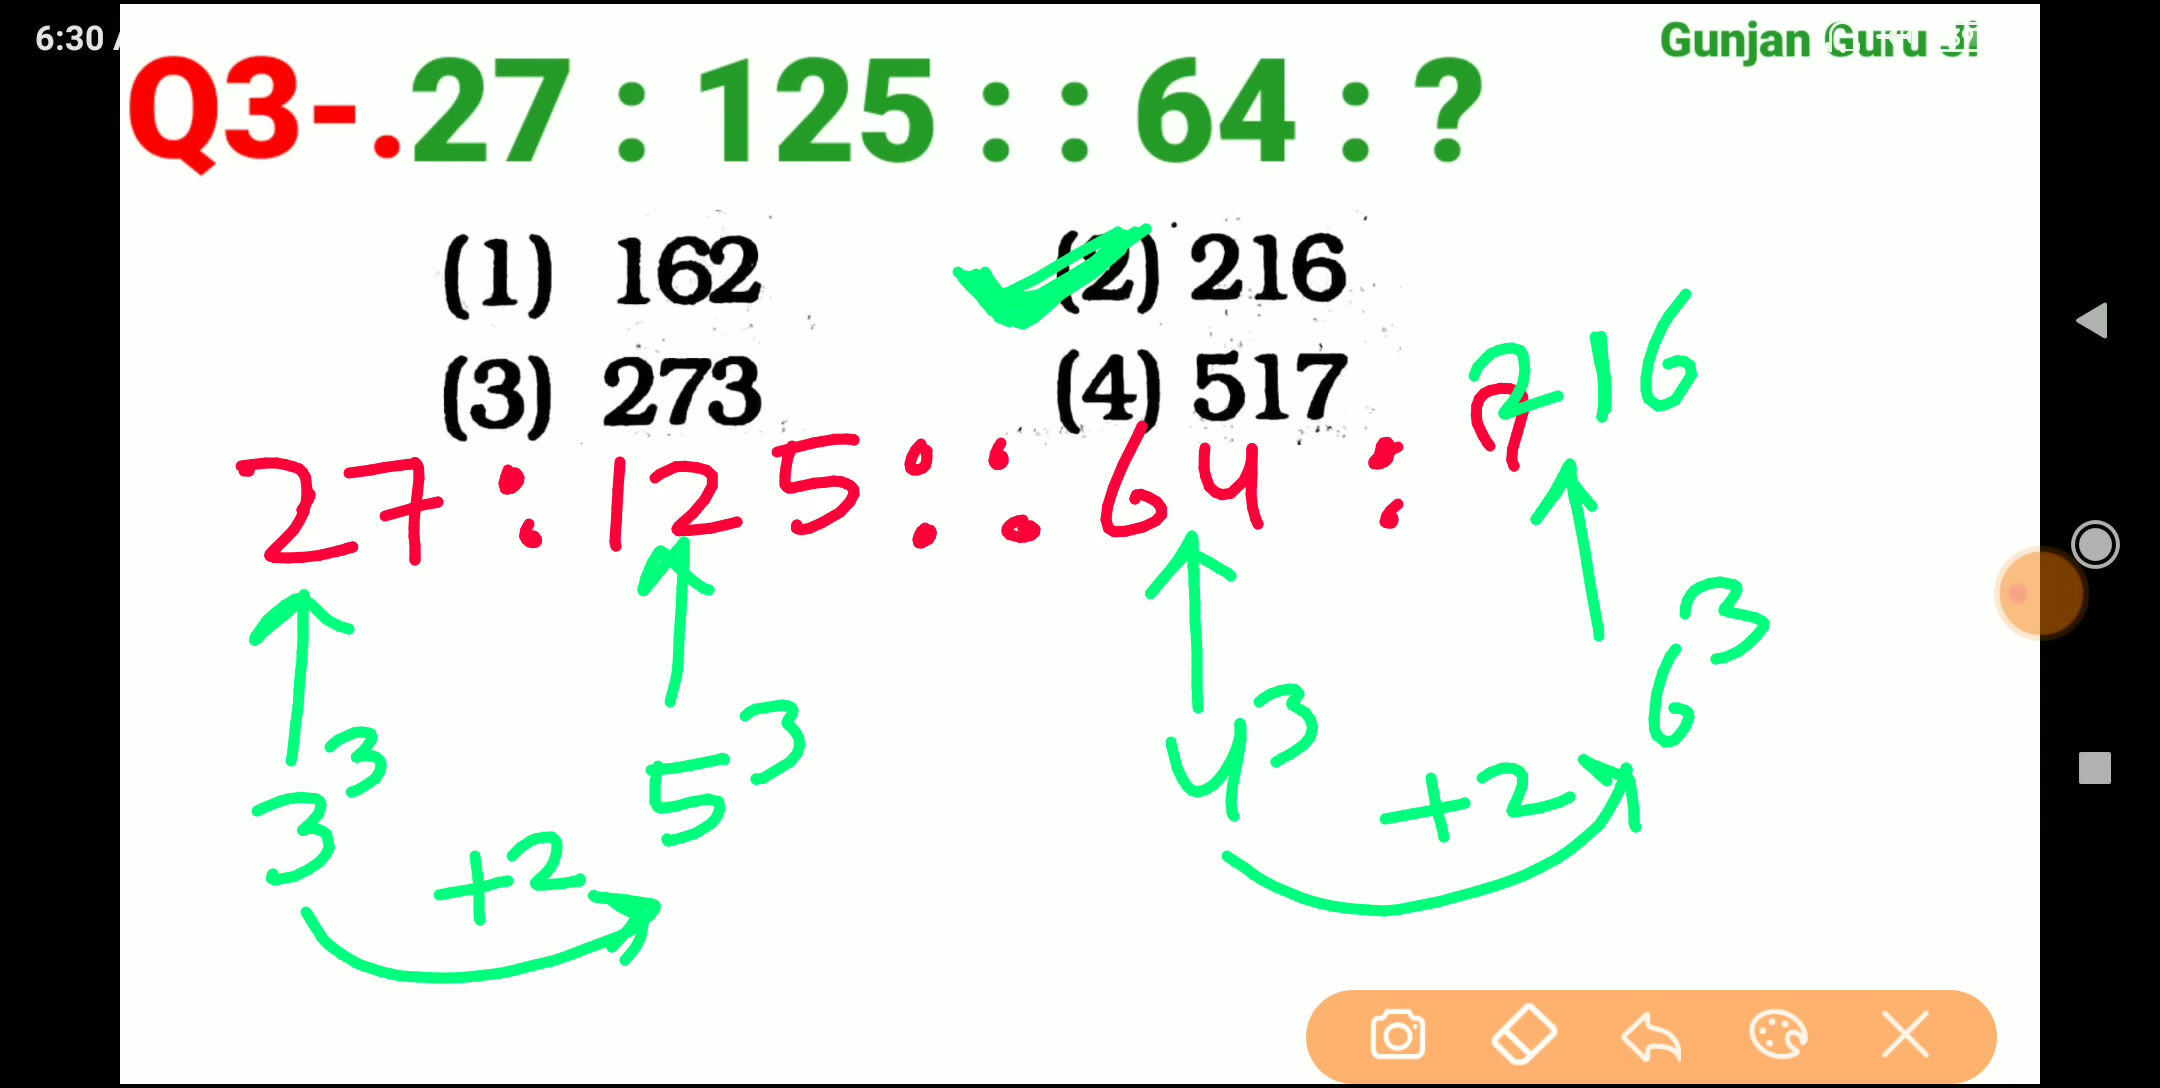 6:30
Gunjan Guru Ji
Q3-.27 : 125 : : 64 : ?
(1) 162 (2) 216
(3) 273 (4) 517
216
27 : 125 :: 64 : ?
3³ +2 5³ 4³ +2 6³